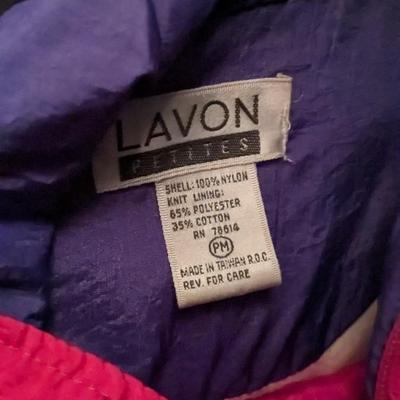 LAVON
PETITES
SHELL: 100% NYLON
KNIT LINING:
65% POLYESTER
35% COTTON
RN 78614
PM
MADE IN TAIWAN R.O.C.
REV. FOR CARE